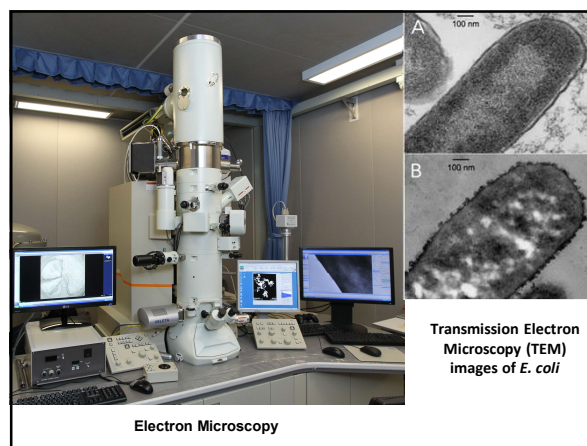 A
100 nm
B
100 nm
Transmission Electron
Microscopy (TEM)
images of E. coli
Electron Microscopy